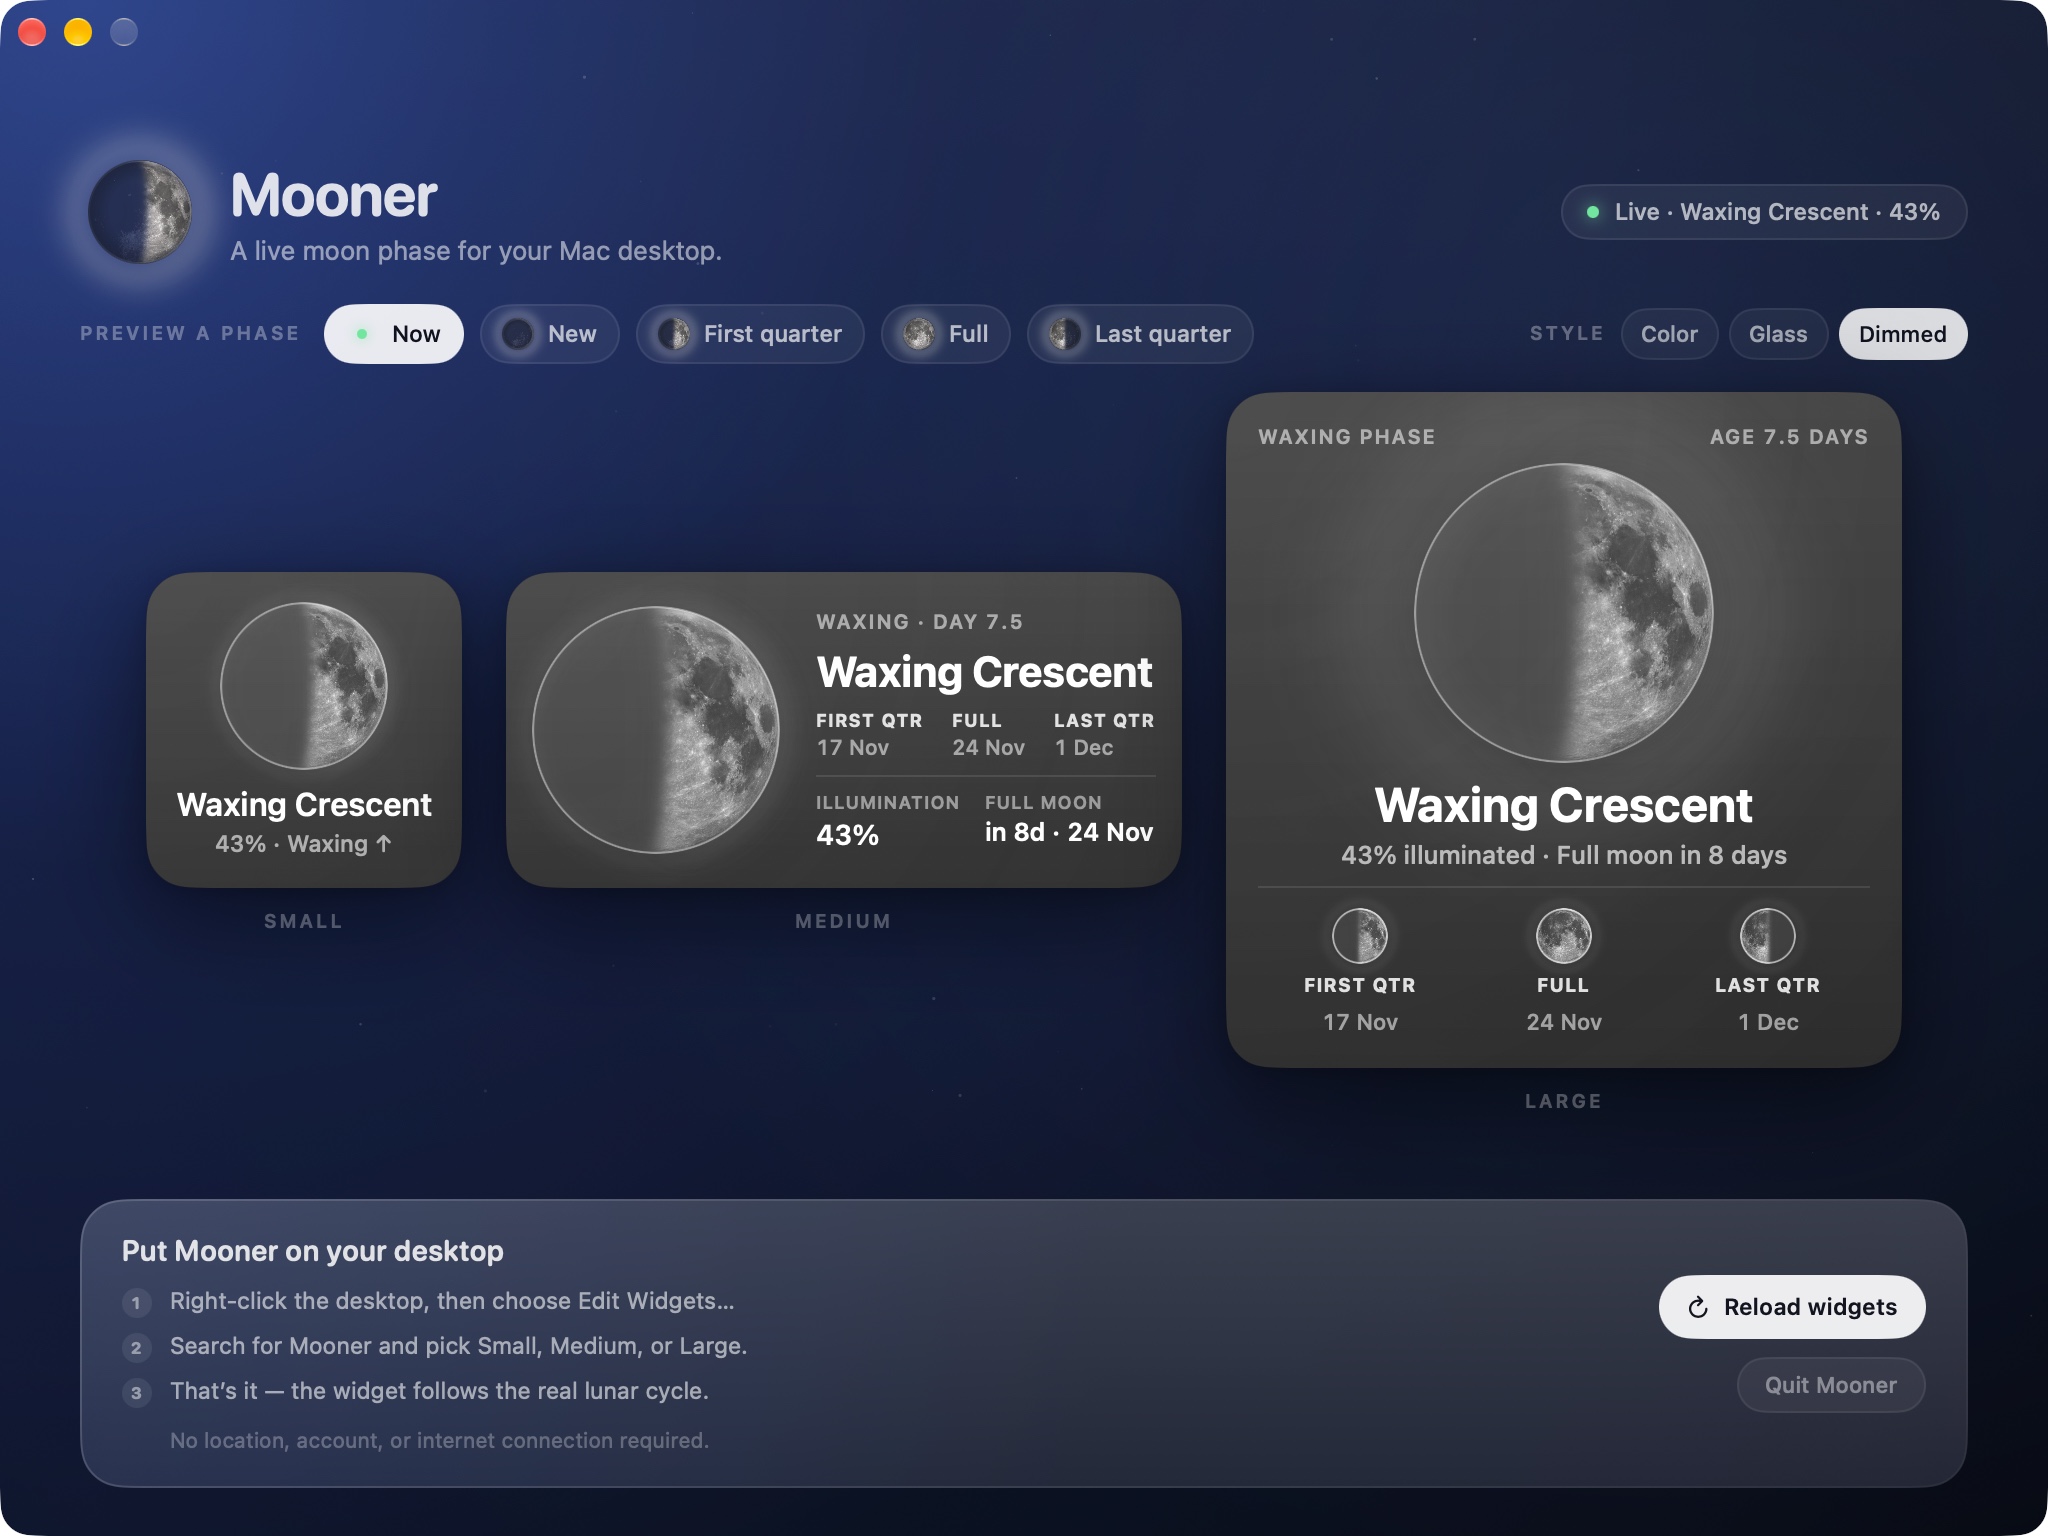 Mooner
A live moon phase for your Mac desktop.
Live · Waxing Crescent · 43%
PREVIEW A PHASE
Now
New
First quarter
Full
Last quarter
STYLE
Color
Glass
Dimmed
43% · Waxing ↑
Waxing Crescent
SMALL
WAXING · DAY 7.5
Waxing Crescent
FIRST QTR FULL LAST QTR
17 Nov 24 Nov 1 Dec
ILLUMINATION FULL MOON
43% in 8d · 24 Nov
MEDIUM
WAXING PHASE AGE 7.5 DAYS
Waxing Crescent
43% illuminated · Full moon in 8 days
FIRST QTR FULL LAST QTR
17 Nov 24 Nov 1 Dec
LARGE
Put Mooner on your desktop
1 Right-click the desktop, then choose Edit Widgets…
2 Search for Mooner and pick Small, Medium, or Large.
3 That’s it — the widget follows the real lunar cycle.
No location, account, or internet connection required.
Reload widgets
Quit Mooner